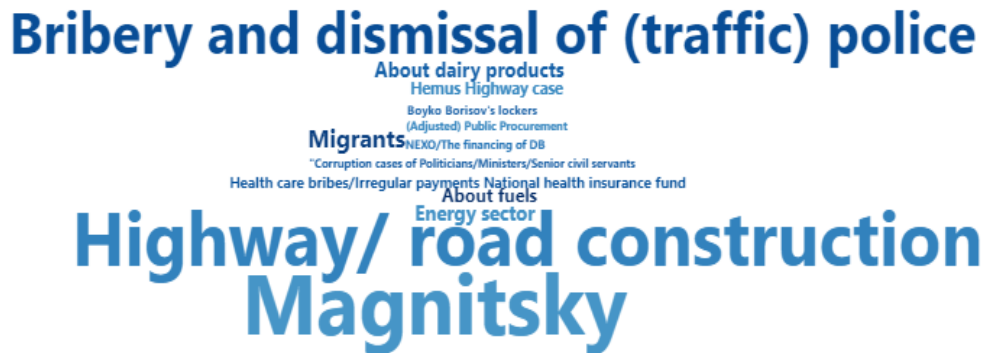 Bribery and dismissal of (traffic) police
About dairy products
Hemus Highway case
Boyko Borisov's lockers
(Adjusted) Public Procurement
Migrants
NEXO/The financing of DB
"Corruption cases of Politicians/Ministers/Senior civil servants
Health care bribes/Irregular payments National health insurance fund
About fuels
Energy sector
Highway/ road construction
Magnitsky